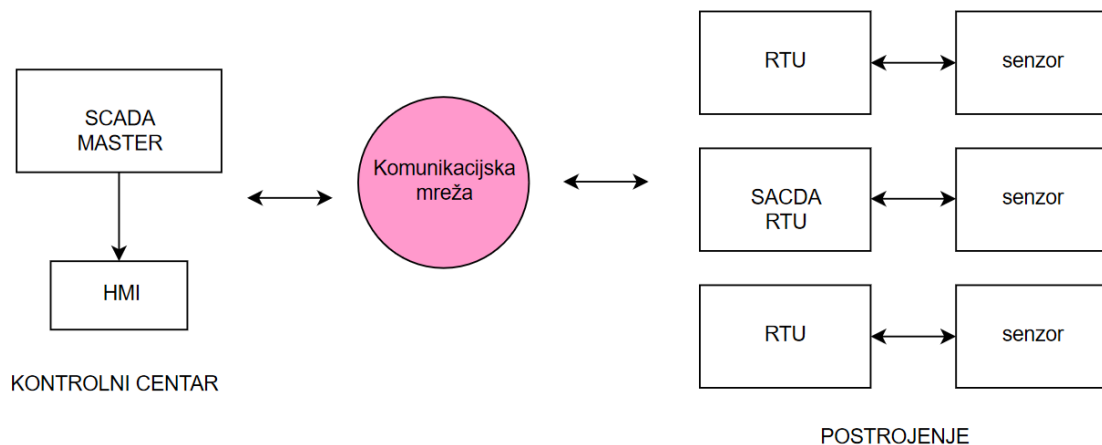 SCADA
MASTER
HMI
KONTROLNI CENTAR
Komunikacijska
mreža
RTU
senzor
SACDA
RTU
senzor
RTU
senzor
POSTROJENJE